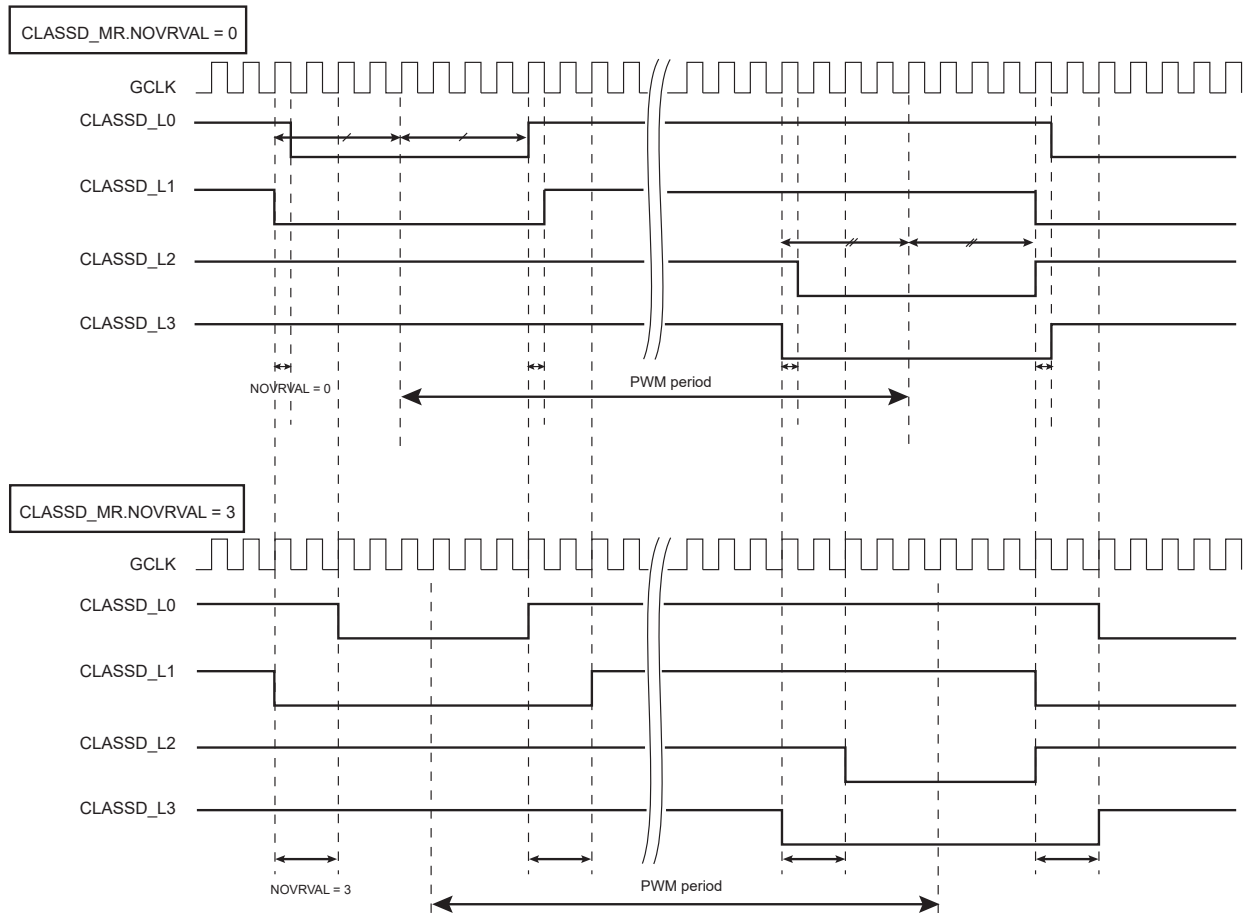 CLASSD_MR.NOVRVAL = 0
GCLK
CLASSD_L0
CLASSD_L1
CLASSD_L2
CLASSD_L3
NOVRVAL = 0
PWM period
CLASSD_MR.NOVRVAL = 3
GCLK
CLASSD_L0
CLASSD_L1
CLASSD_L2
CLASSD_L3
NOVRVAL = 3
PWM period